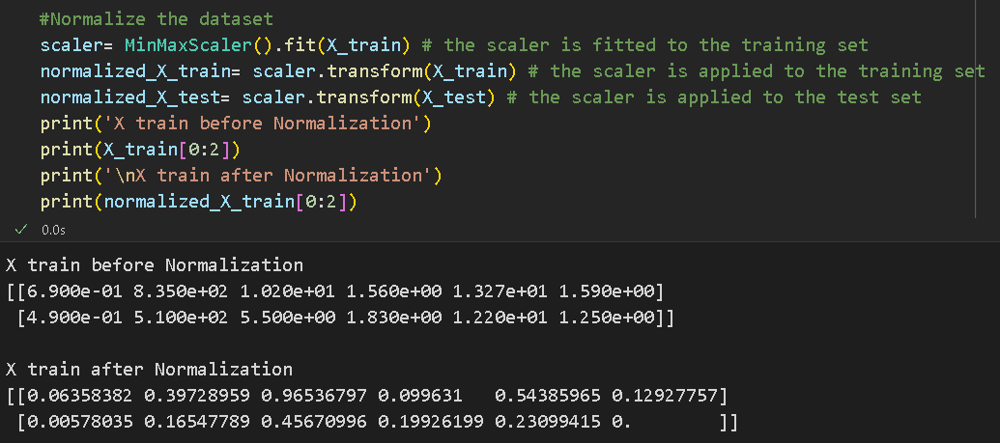 #Normalize the dataset
scaler= MinMaxScaler().fit(X_train) # the scaler is fitted to the training set
normalized_X_train= scaler.transform(X_train) # the scaler is applied to the training set
normalized_X_test= scaler.transform(X_test) # the scaler is applied to the test set
print('X train before Normalization')
print(X_train[0:2])
print('\nX train after Normalization')
print(normalized_X_train[0:2])
0.0s
X train before Normalization
[[6.900e-01 8.350e+02 1.020e+01 1.560e+00 1.327e+01 1.590e+00]
 [4.900e-01 5.100e+02 5.500e+00 1.830e+00 1.220e+01 1.250e+00]]
X train after Normalization
[[0.06358382 0.39728959 0.96536797 0.099631   0.54385965 0.12927757]
 [0.00578035 0.16547789 0.45670996 0.19926199 0.23099415 0.        ]]